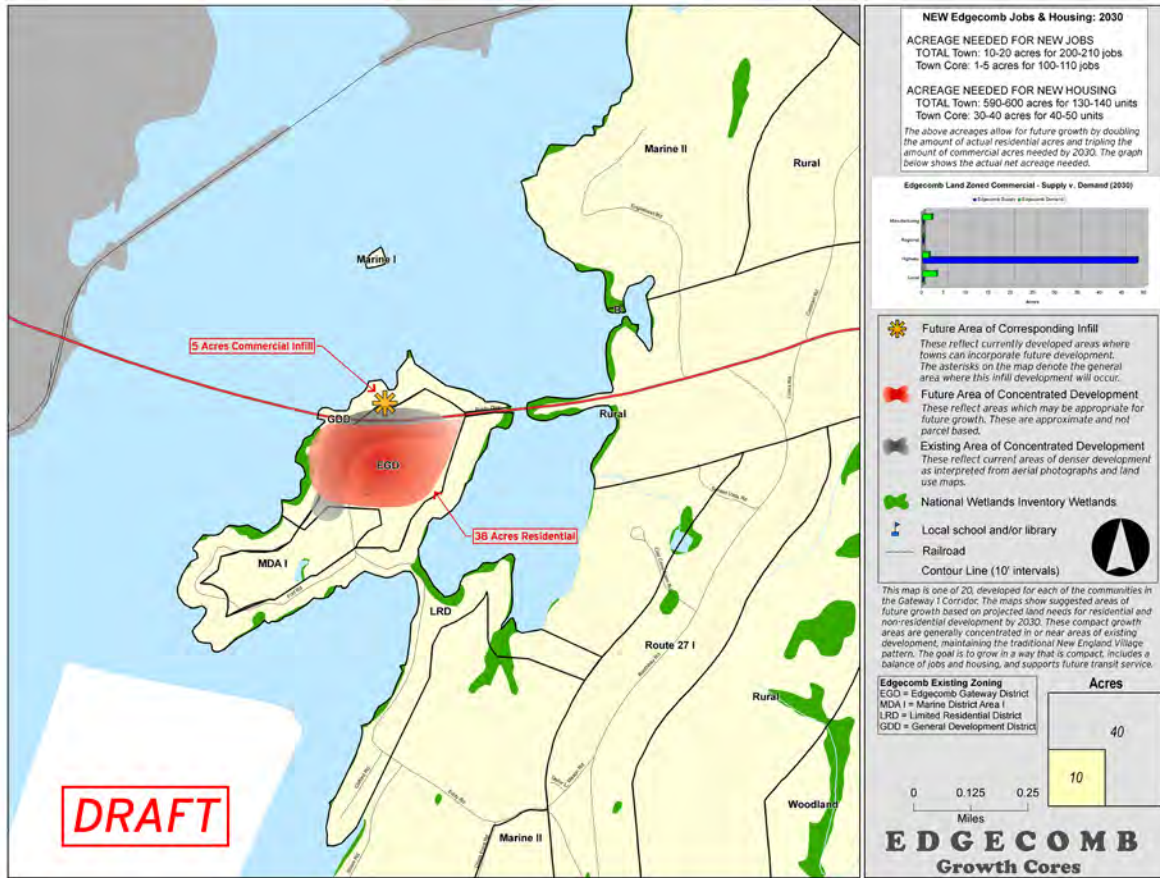 Marine II
Rural
Marine I
5 Acres Commercial Infill
GDD
Rural
EGD
38 Acres Residential
MDA I
LRD
Route 27 I
Rural
Woodland
Marine II
DRAFT
NEW Edgecomb Jobs & Housing: 2030
ACREAGE NEEDED FOR NEW JOBS
TOTAL Town: 10-20 acres for 200-210 jobs
Town Core: 1-5 acres for 100-110 jobs
ACREAGE NEEDED FOR NEW HOUSING
TOTAL Town: 590-600 acres for 130-140 units
Town Core: 30-40 acres for 40-50 units
The above acreages allow for future growth by doubling
the amount of actual residential acres and tripling the
amount of commercial acres needed by 2030. The graph
below shows the actual net acreage needed.
Edgecomb Land Zoned Commercial - Supply v. Demand (2030)
Edgecomb Supply Edgecomb Demand
Manufacturing
Regional
Highway
Local
0 5 10 15 20 25 30 35 40 45 50
Acres
Future Area of Corresponding Infill
These reflect currently developed areas where
towns can incorporate future development.
The asterisks on the map denote the general
area where this infill development will occur.
Future Area of Concentrated Development
These reflect areas which may be appropriate for
future growth. These are approximate and not
parcel based.
Existing Area of Concentrated Development
These reflect current areas of denser development
as interpreted from aerial photographs and land
use maps.
National Wetlands Inventory Wetlands
Local school and/or library
Railroad
Contour Line (10' intervals)
This map is one of 20, developed for each of the communities in
the Gateway 1 Corridor. The maps show suggested areas of
future growth based on projected land needs for residential and
non-residential development by 2030. These compact growth
areas are generally concentrated in or near areas of existing
development, maintaining the traditional New England Village
pattern. The goal is to grow in a way that is compact, includes a
balance of jobs and housing, and supports future transit service.
Edgecomb Existing Zoning
EGD = Edgecomb Gateway District
MDA I = Marine District Area I
LRD = Limited Residential District
GDD = General Development District
Acres
40
10
0 0.125 0.25
Miles
EDGECOMB
Growth Cores